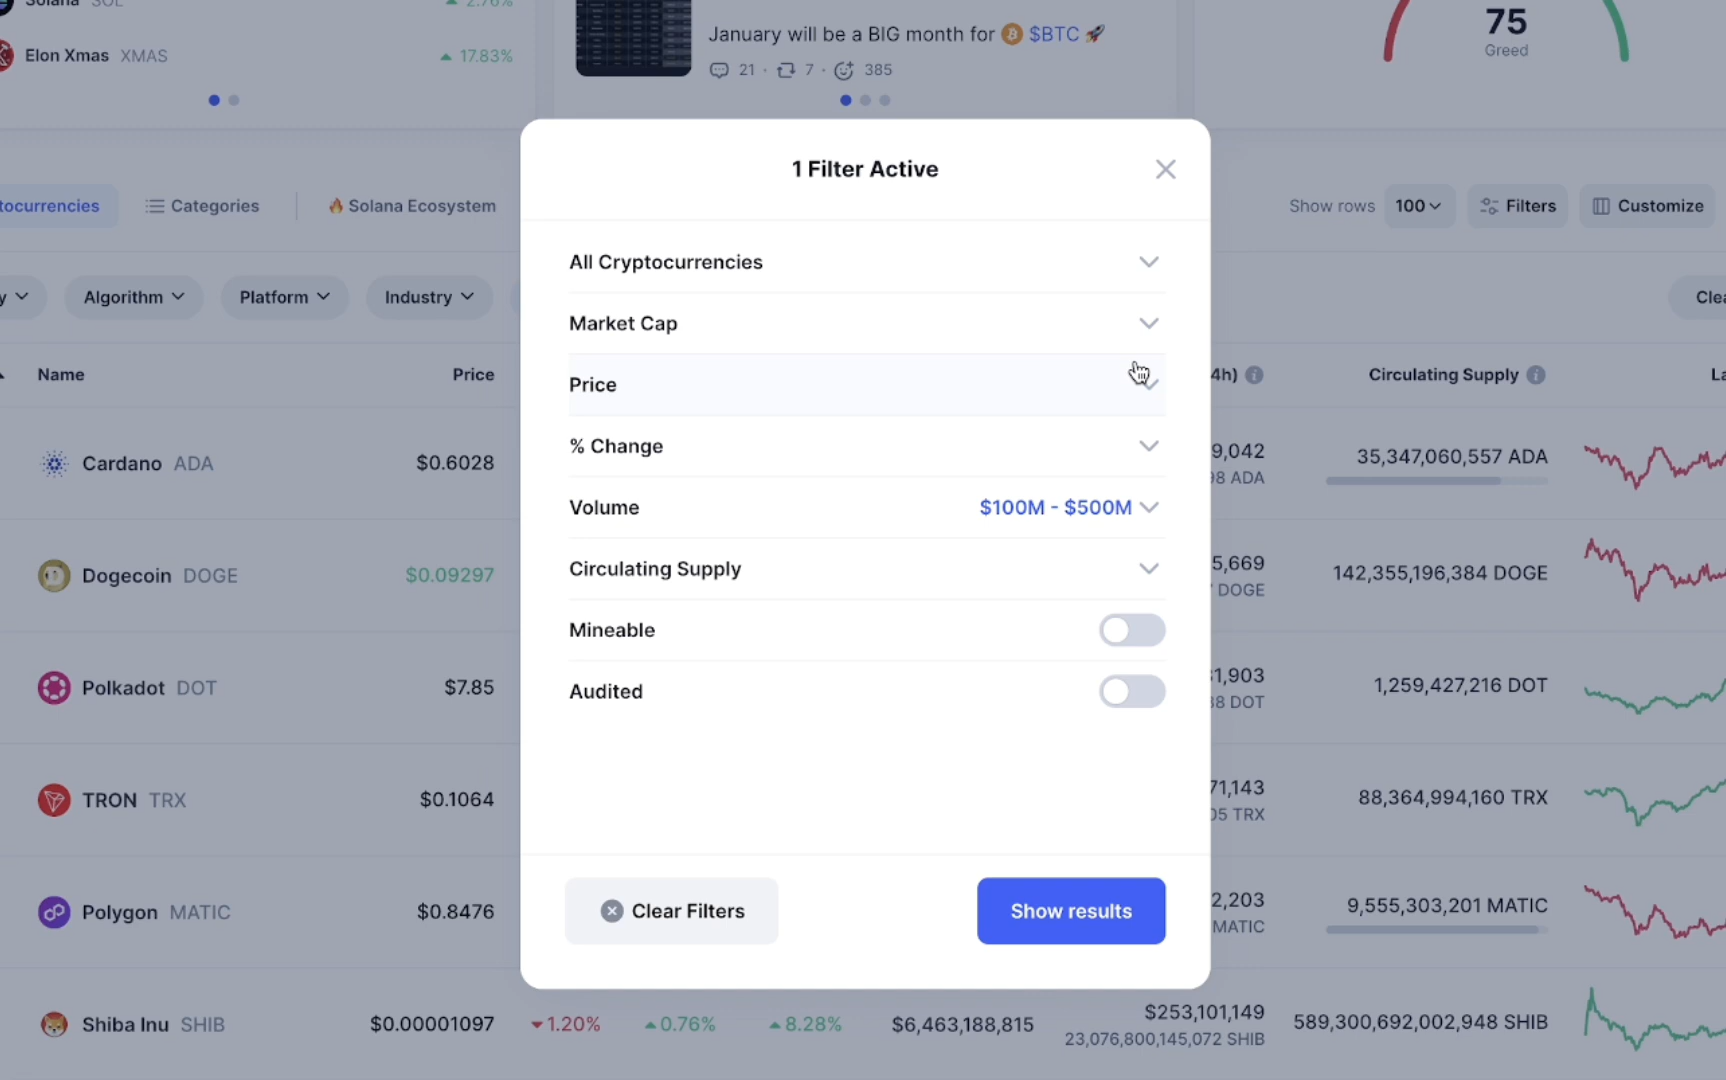 SOL
2.76%
Elon Xmas XMAS
17.83%
January will be a BIG month for $BTC 🚀
21 · 7 · 385
75
Greed
1 Filter Active
tocurrencies
Categories
🔥 Solana Ecosystem
Show rows
100
Filters
Customize
All Cryptocurrencies
Market Cap
Price
% Change
Volume $100M - $500M
Circulating Supply
Mineable
Audited
Clear Filters
Show results
y
Algorithm
Platform
Industry
Clea
Name
Price
4h)
Circulating Supply
La
Cardano ADA
$0.6028
9,042
98 ADA
35,347,060,557 ADA
Dogecoin DOGE
$0.09297
5,669
DOGE
142,355,196,384 DOGE
Polkadot DOT
$7.85
1,903
38 DOT
1,259,427,216 DOT
TRON TRX
$0.1064
71,143
05 TRX
88,364,994,160 TRX
Polygon MATIC
$0.8476
2,203
MATIC
9,555,303,201 MATIC
Shiba Inu SHIB
$0.00001097
1.20%
0.76%
8.28%
$6,463,188,815
$253,101,149
23,076,800,145,072 SHIB
589,300,692,002,948 SHIB